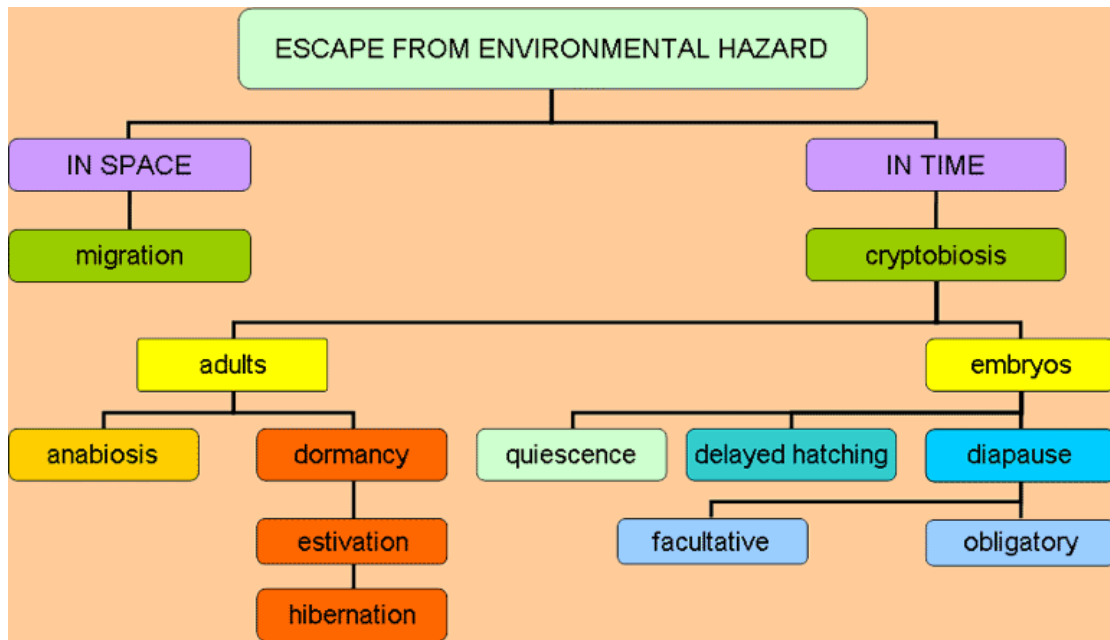 ESCAPE FROM ENVIRONMENTAL HAZARD
IN SPACE
IN TIME
migration
cryptobiosis
adults
embryos
anabiosis
dormancy
quiescence
delayed hatching
diapause
estivation
facultative
obligatory
hibernation